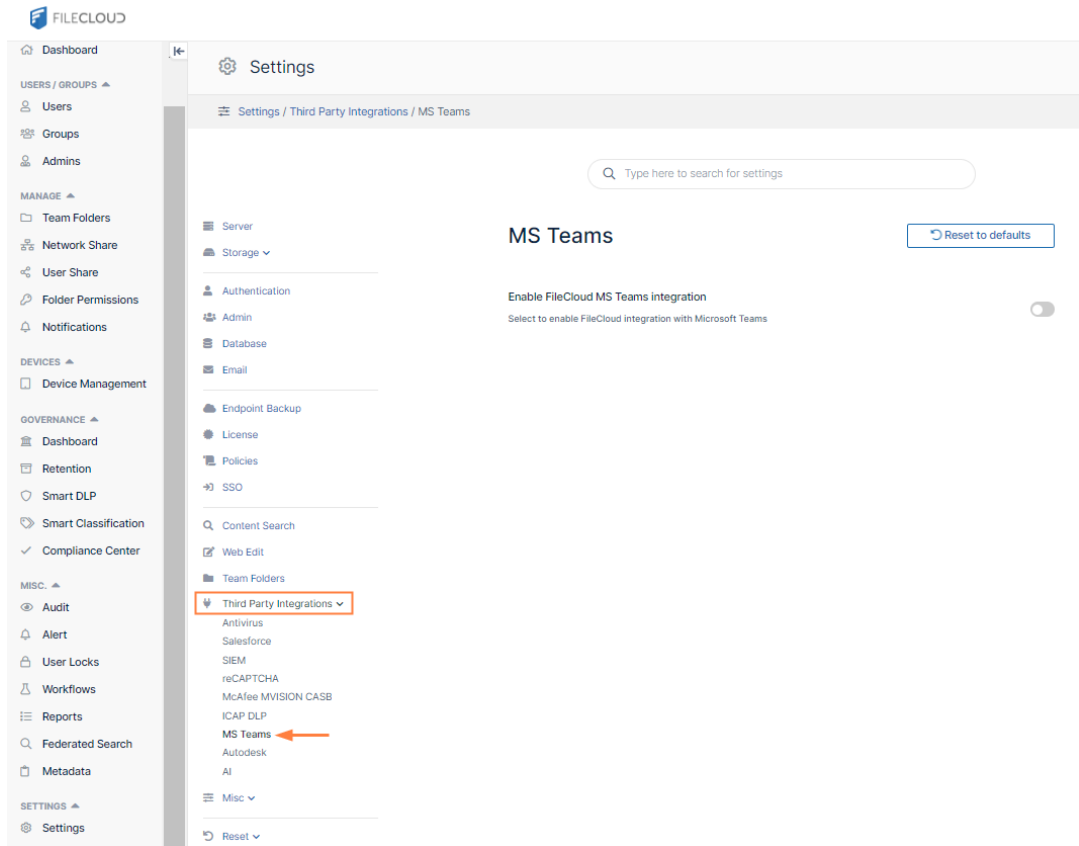 FILECLOUD
Dashboard
USERS / GROUPS
Users
Groups
Admins
MANAGE
Team Folders
Network Share
User Share
Folder Permissions
Notifications
DEVICES
Device Management
GOVERNANCE
Dashboard
Retention
Smart DLP
Smart Classification
Compliance Center
MISC.
Audit
Alert
User Locks
Workflows
Reports
Federated Search
Metadata
SETTINGS
Settings
Settings
Settings / Third Party Integrations / MS Teams
Type here to search for settings
Server
Storage
Authentication
Admin
Database
Email
Endpoint Backup
License
Policies
SSO
Content Search
Web Edit
Team Folders
Third Party Integrations
Antivirus
Salesforce
SIEM
reCAPTCHA
McAfee MVISION CASB
ICAP DLP
MS Teams
Autodesk
AI
Misc
Reset
MS Teams
Reset to defaults
Enable FileCloud MS Teams integration
Select to enable FileCloud integration with Microsoft Teams